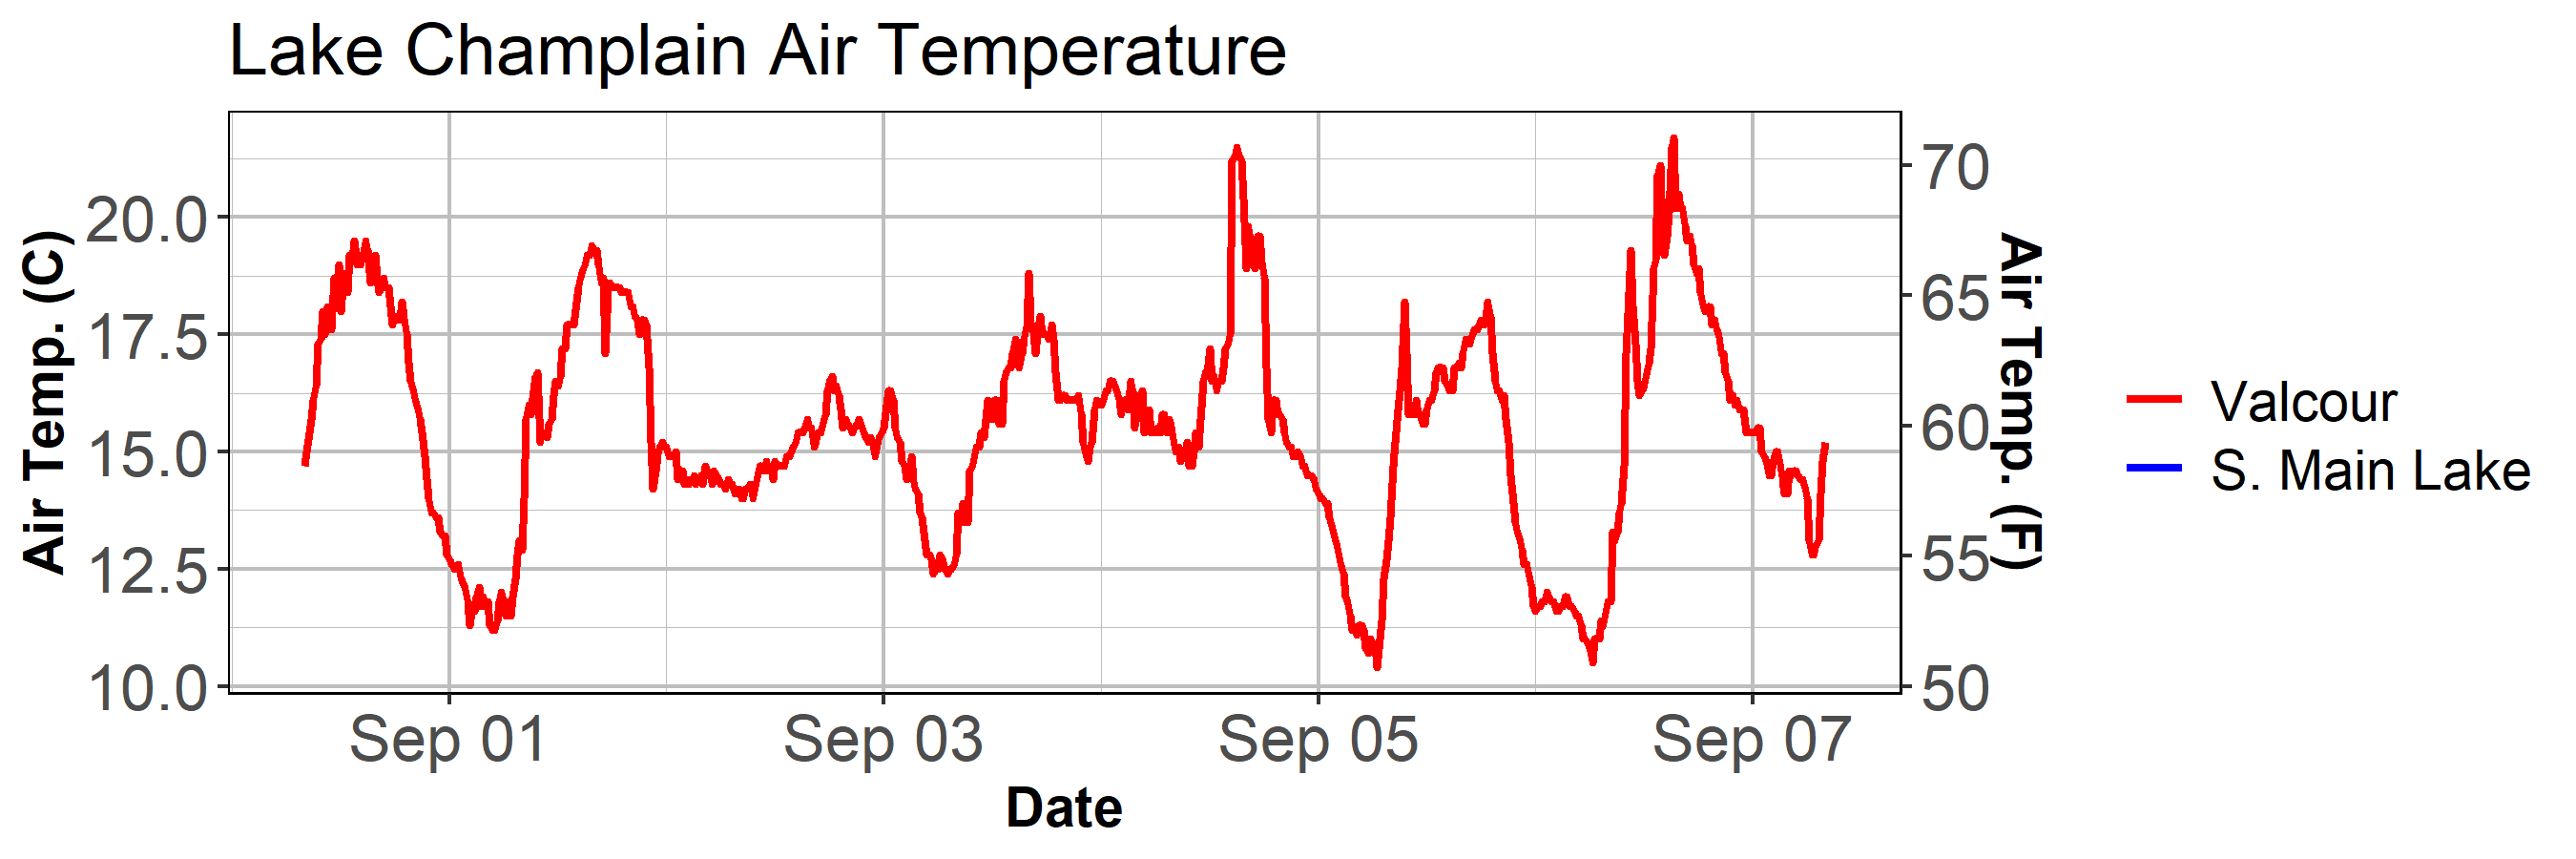 Lake Champlain Air Temperature
Air Temp. (C)
20.0
17.5
15.0
12.5
10.0
70
65
60
55
50
Air Temp. (F)
Sep 01
Sep 03
Sep 05
Sep 07
Date
Valcour
S. Main Lake